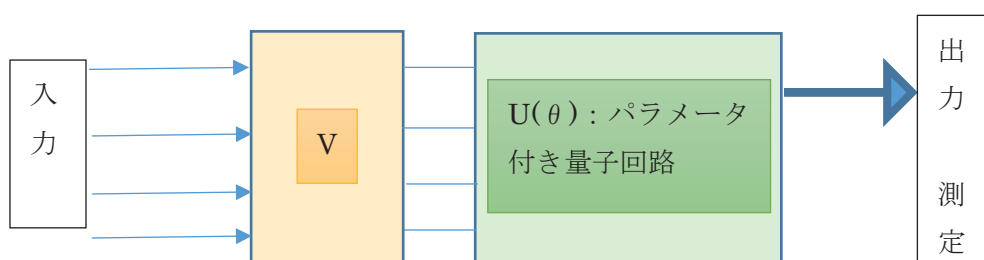 入力
V
U(θ)：パラメータ
付き量子回路
出力
測定